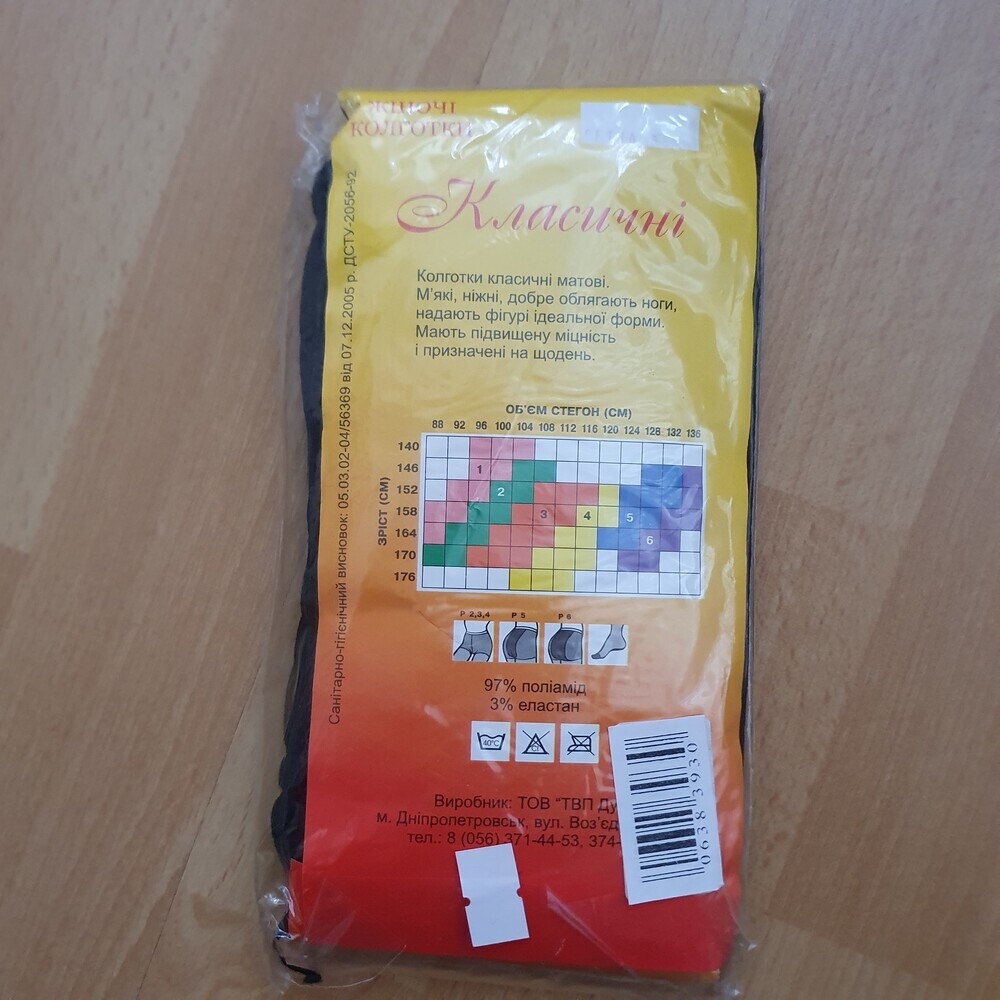 ЖІНОЧІ
КОЛГОТКИ
Класичні
Колготки класичні матові.
М'які, ніжні, добре облягають ноги,
надають фігурі ідеальної форми.
Мають підвищену міцність
і призначені на щодень.
Санітарно-гігієнічний висновок: 05.03.02-04/56369 від 07.12.2005 р. ДСТУ-2056-92
ОБ'ЄМ СТЕГОН (СМ)
88 92 96 100 104 108 112 116 120 124 128 132 136
ЗРІСТ (СМ)
140
146
152
158
164
170
176
1
2
3
4
5
6
Р 2,3,4 Р 5 Р 6
97% поліамід
3% еластан
40°C
Cl
Виробник: ТОВ "ТВП Ду
м. Дніпропетровськ, вул. Воз'єд
тел.: 8 (056) 371-44-53, 374-
06383930